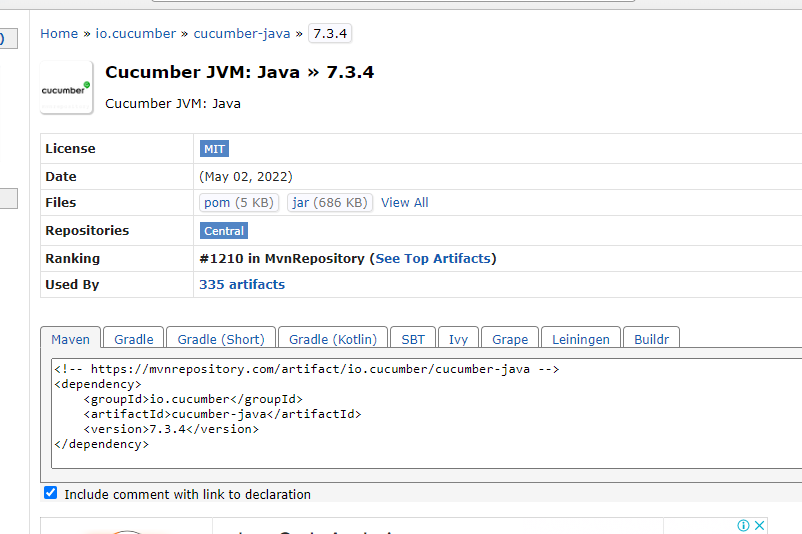 )
Home » io.cucumber » cucumber-java » 7.3.4
cucumber
Cucumber JVM: Java » 7.3.4
Cucumber JVM: Java
License MIT
Date (May 02, 2022)
Files pom (5 KB) jar (686 KB) View All
Repositories Central
Ranking #1210 in MvnRepository (See Top Artifacts)
Used By 335 artifacts
Maven Gradle Gradle (Short) Gradle (Kotlin) SBT Ivy Grape Leiningen Buildr
<!-- https://mvnrepository.com/artifact/io.cucumber/cucumber-java -->
<dependency>
    <groupId>io.cucumber</groupId>
    <artifactId>cucumber-java</artifactId>
    <version>7.3.4</version>
</dependency>
Include comment with link to declaration